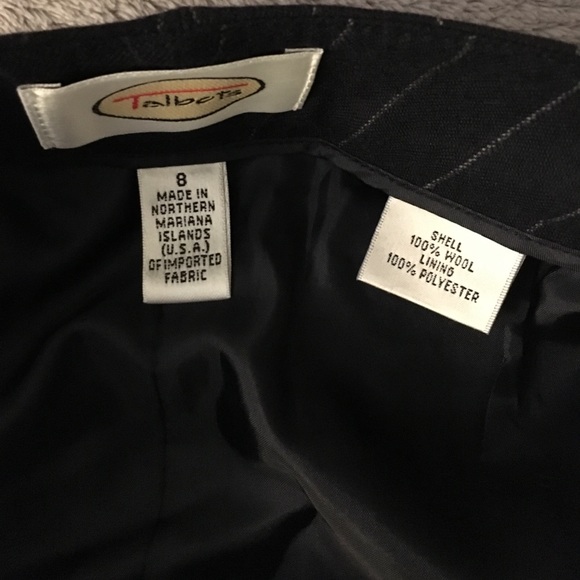 Talbots
8
MADE IN
NORTHERN
MARIANA
ISLANDS
(U.S.A.)
OF IMPORTED
FABRIC
SHELL
100% WOOL
LINING
100% POLYESTER